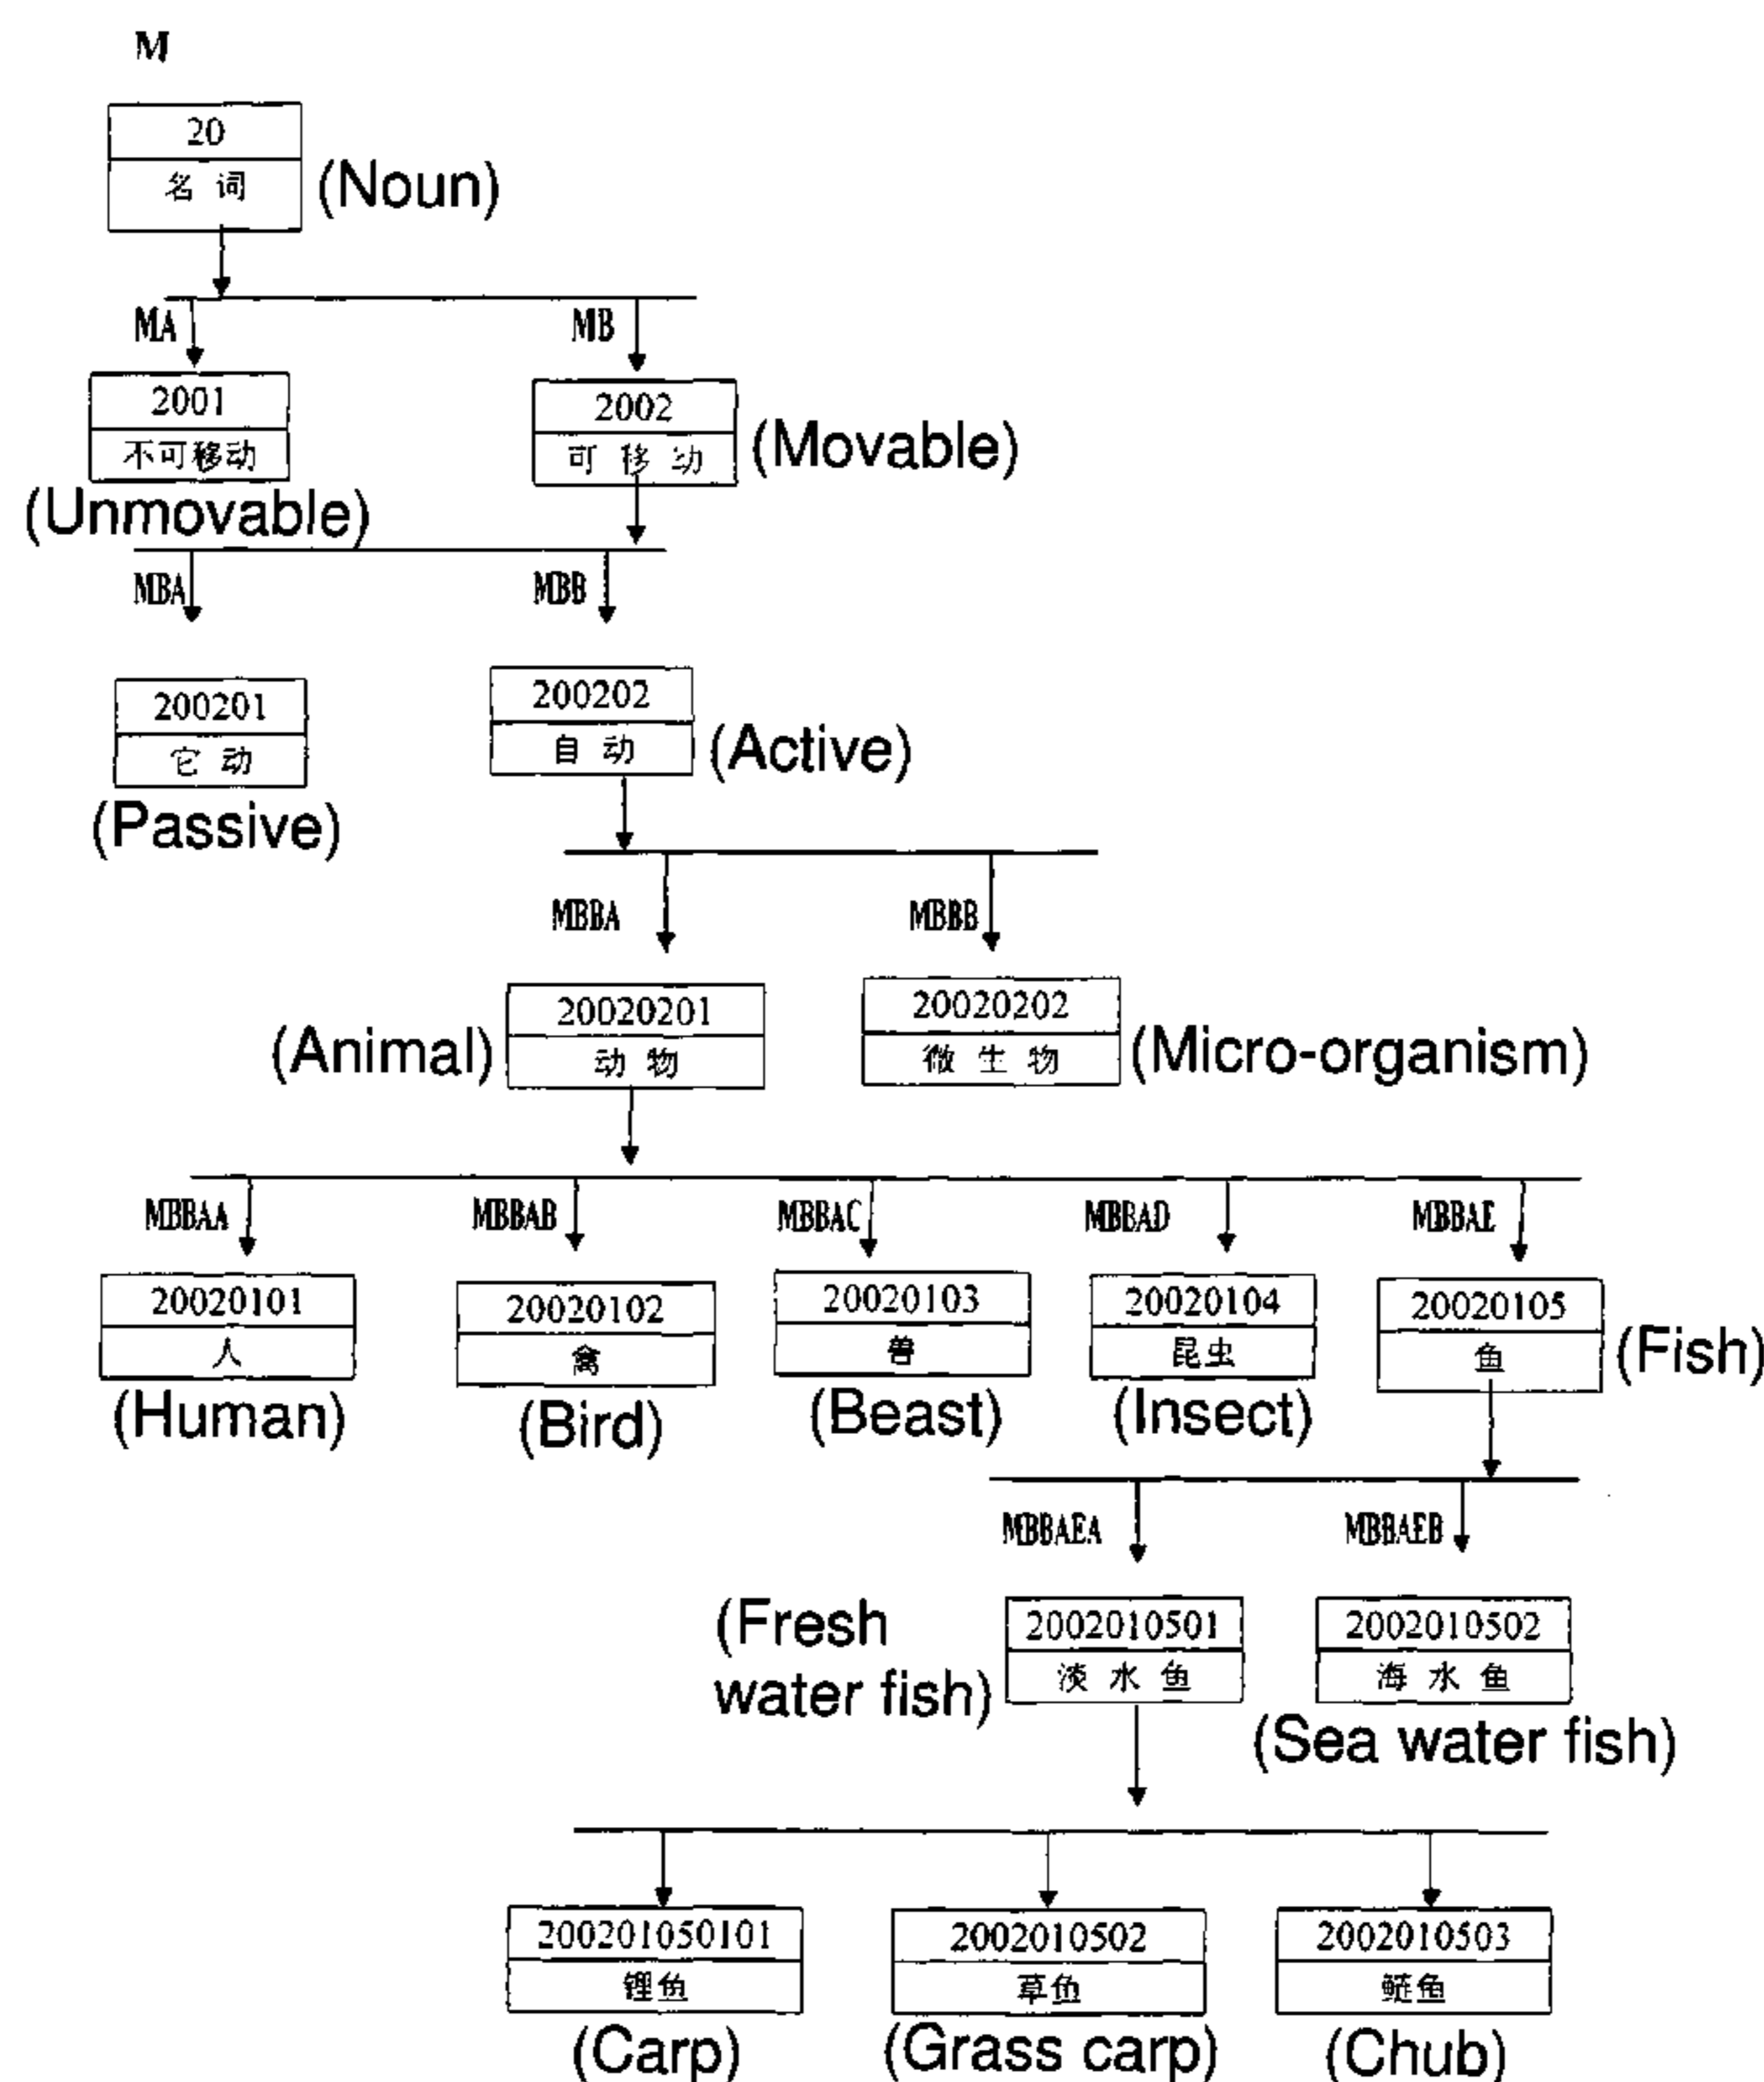 M
20
名 词
(Noun)
MA
MB
2001
不可移动
(Unmovable)
2002
可 移 动
(Movable)
MBA
MBB
200201
它 动
(Passive)
200202
自 动
(Active)
MBBA
MBBB
(Animal)
20020201
动 物
20020202
微 生 物
(Micro-organism)
MBBAA
MBBAB
MBBAC
MBBAD
MBBAE
20020101
人
(Human)
20020102
禽
(Bird)
20020103
兽
(Beast)
20020104
昆虫
(Insect)
20020105
鱼
(Fish)
MBBAEA
MBBAEB
(Fresh
water fish)
2002010501
淡 水 鱼
2002010502
海 水 鱼
(Sea water fish)
200201050101
锂鱼
(Carp)
2002010502
草鱼
(Grass carp)
2002010503
鲢鱼
(Chub)